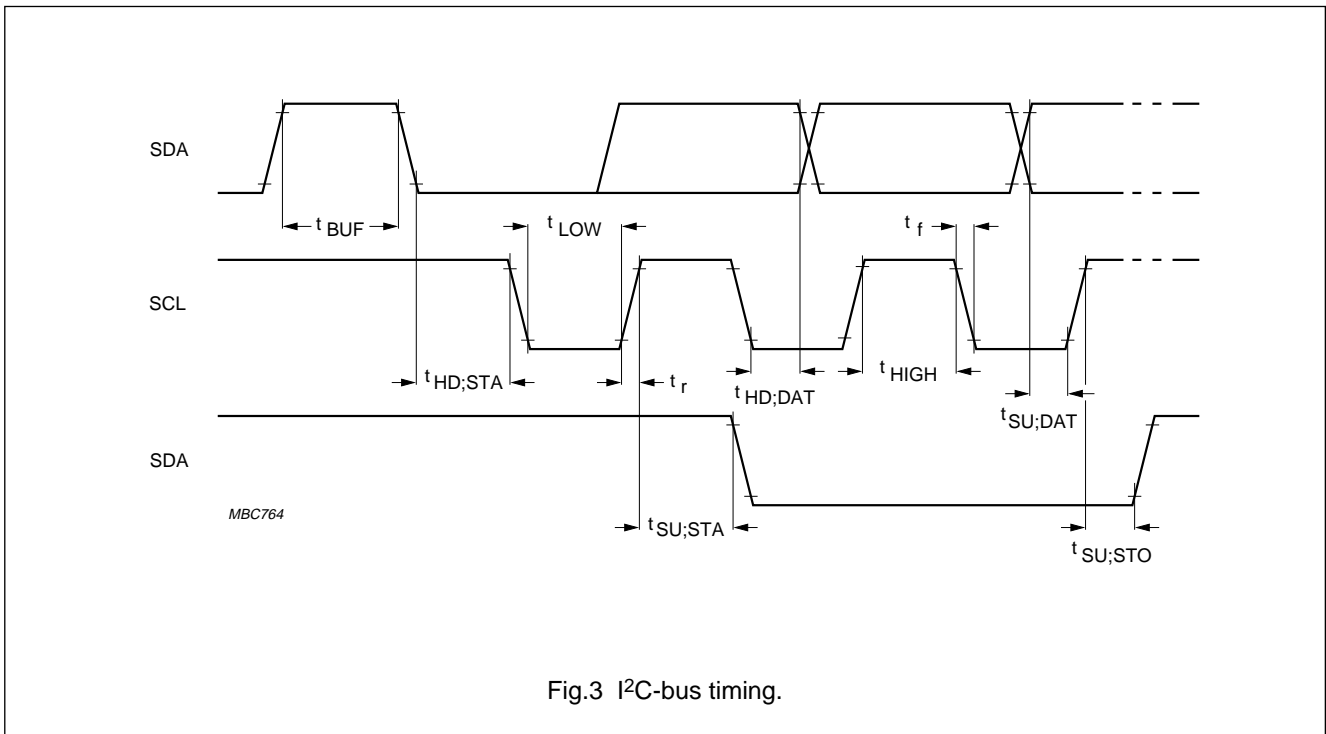 SDA
t BUF
t LOW
t f
SCL
t HD;STA
t r
t HD;DAT
t HIGH
t SU;DAT
SDA
MBC764
t SU;STA
t SU;STO
Fig.3 I²C-bus timing.